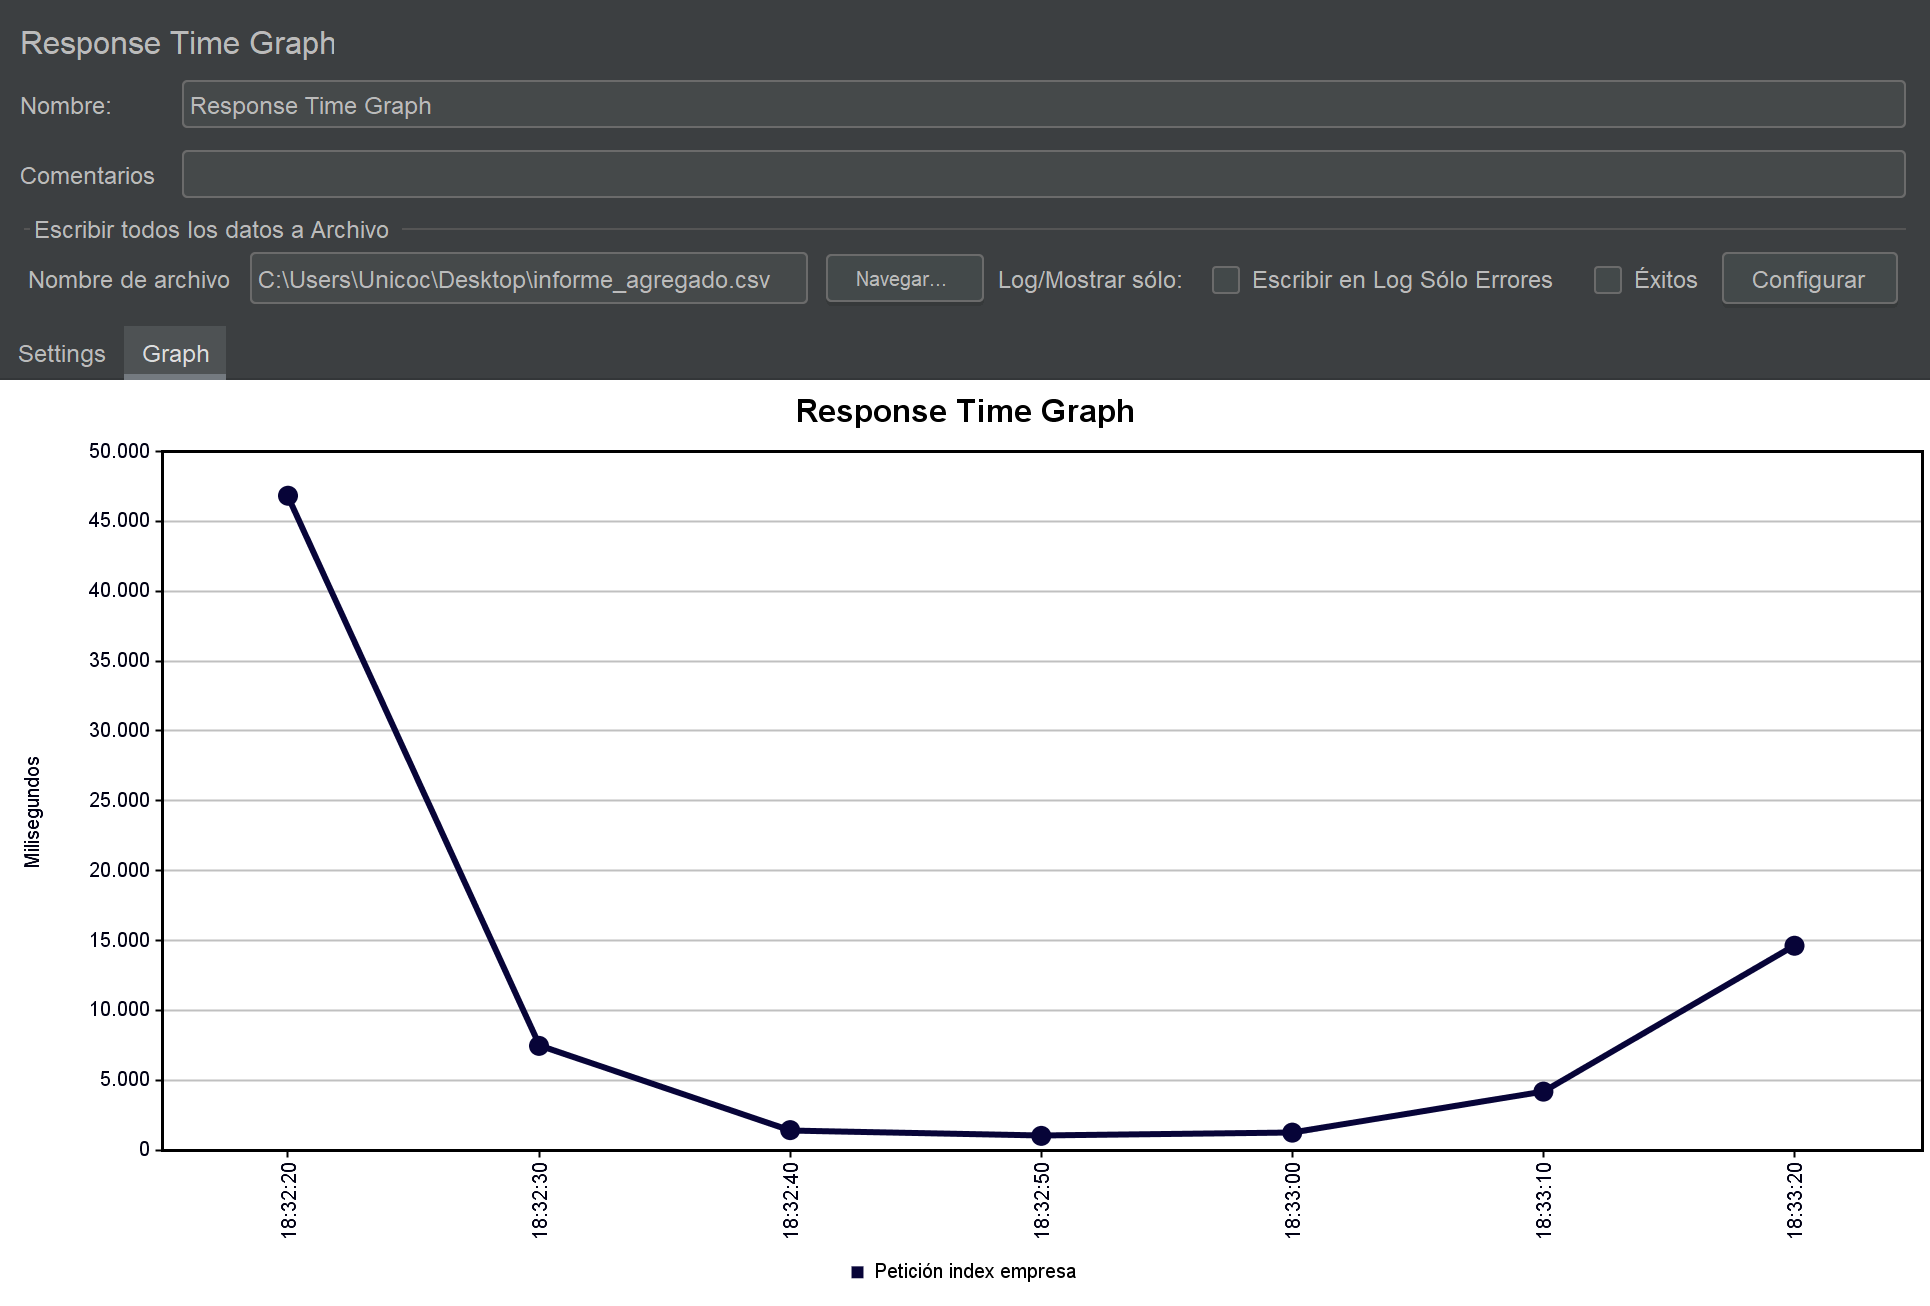 Response Time Graph
Nombre: Response Time Graph
Comentarios
Escribir todos los datos a Archivo
Nombre de archivo C:\Users\Unicoc\Desktop\informe_agregado.csv Navegar... Log/Mostrar sólo: Escribir en Log Sólo Errores Éxitos Configurar
Settings Graph
Response Time Graph
50.000
45.000
40.000
35.000
30.000
25.000
20.000
15.000
10.000
5.000
0
Milisegundos
18:32:20 18:32:30 18:32:40 18:32:50 18:33:00 18:33:10 18:33:20
Petición index empresa